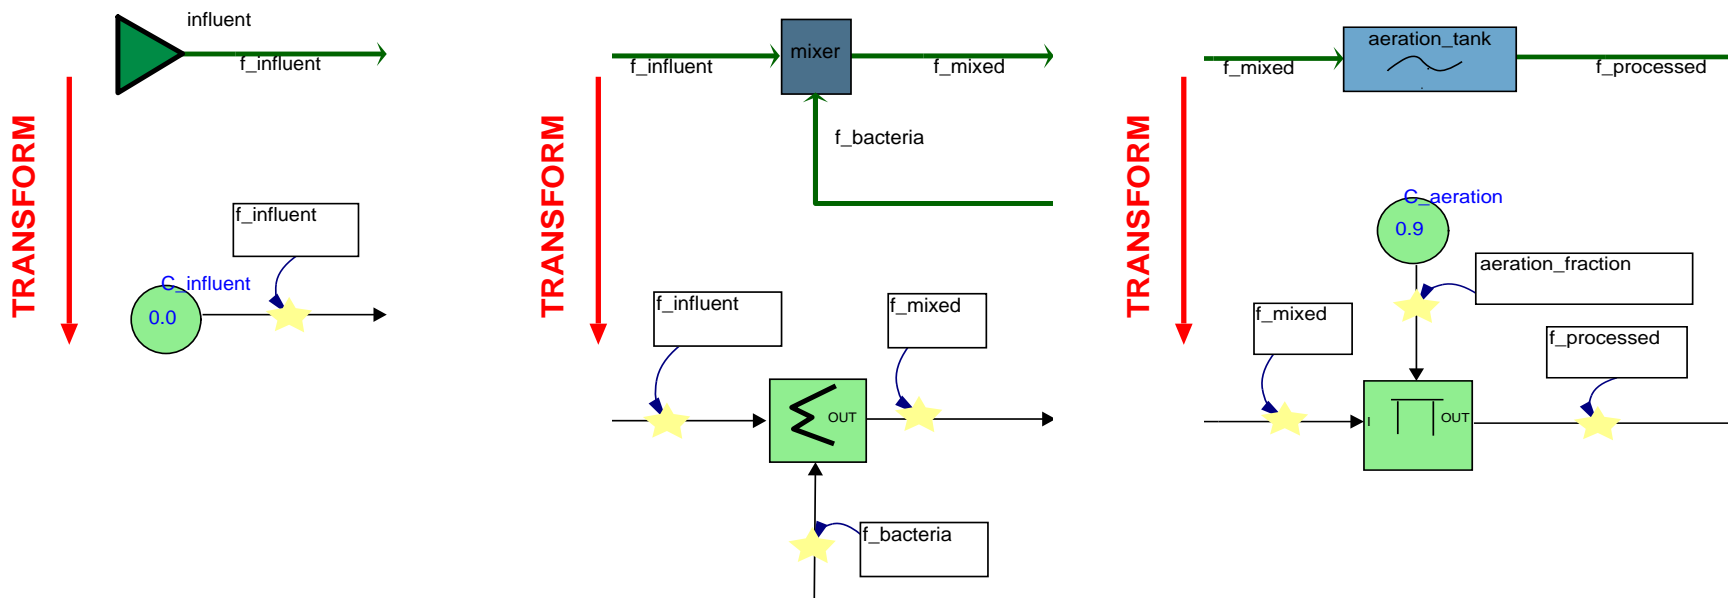 influent
f_influent
TRANSFORM
f_influent
C_influent
0.0
mixer
f_influent
f_mixed
f_bacteria
TRANSFORM
f_influent
f_mixed
OUT
f_bacteria
aeration_tank
f_mixed
f_processed
TRANSFORM
C_aeration
0.9
aeration_fraction
f_mixed
f_processed
I
OUT